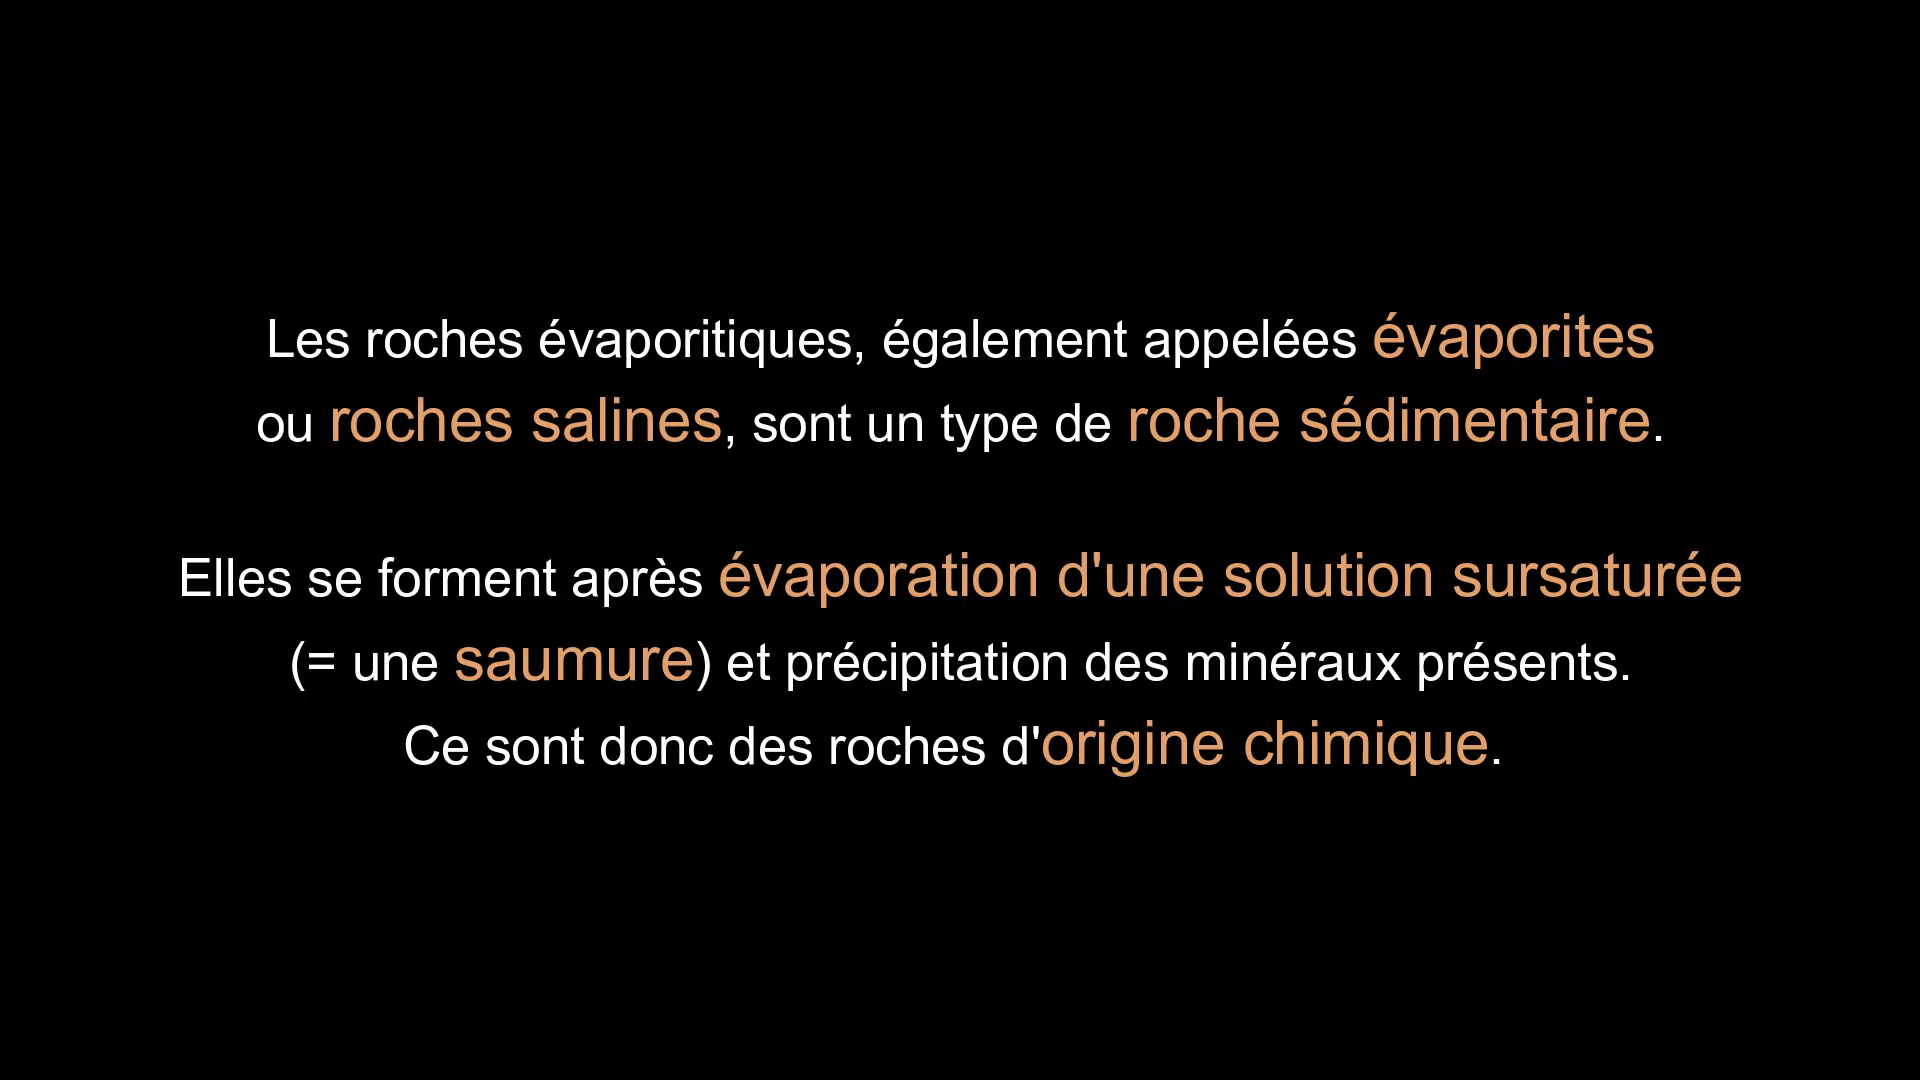 Les roches évaporitiques, également appelées évaporites
ou roches salines, sont un type de roche sédimentaire.
Elles se forment après évaporation d'une solution sursaturée
(= une saumure) et précipitation des minéraux présents.
Ce sont donc des roches d'origine chimique.